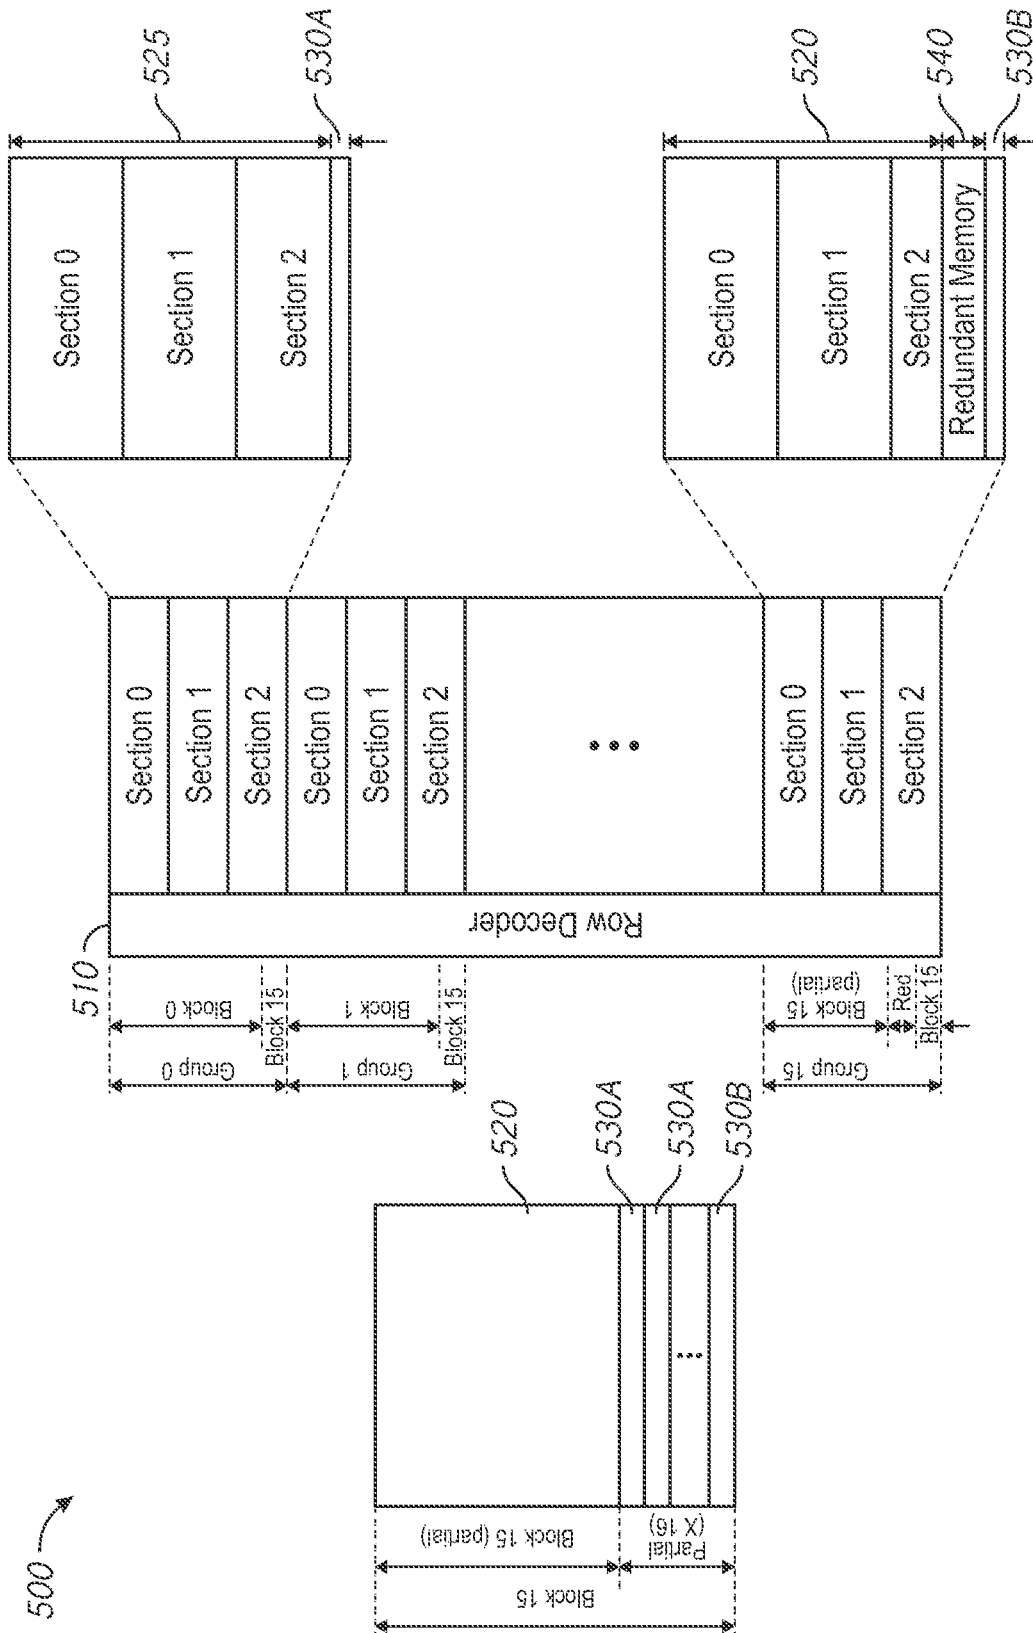 500
Block 15
Block 15 (partial)
Partial
(X 16)
520
530A
530A
530B
510
Group 0
Block 0
Block 15
Group 1
Block 1
Block 15
Group 15
Block 15
(partial)
Red
Block 15
Row Decoder
Section 0
Section 1
Section 2
Section 0
Section 1
Section 2
Section 0
Section 1
Section 2
Section 0
Section 1
Section 2
525
530A
Section 0
Section 1
Section 2
Redundant Memory
520
540
530B